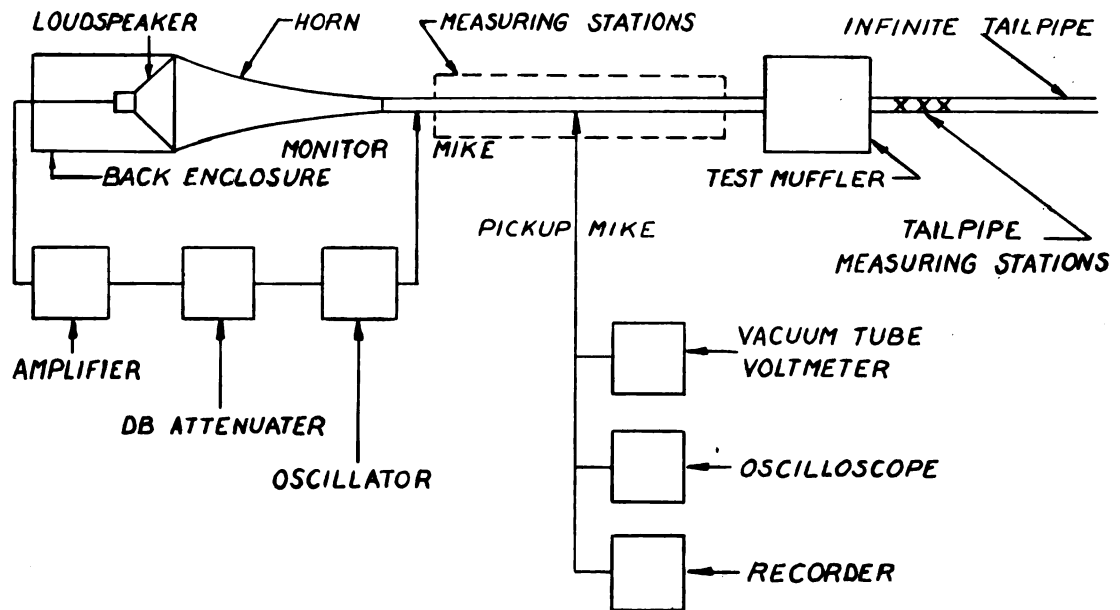 LOUDSPEAKER
HORN
MEASURING STATIONS
INFINITE TAILPIPE
MONITOR MIKE
BACK ENCLOSURE
TEST MUFFLER
PICKUP MIKE
TAILPIPE
MEASURING STATIONS
AMPLIFIER
DB ATTENUATER
OSCILLATOR
VACUUM TUBE
VOLTMETER
OSCILLOSCOPE
RECORDER